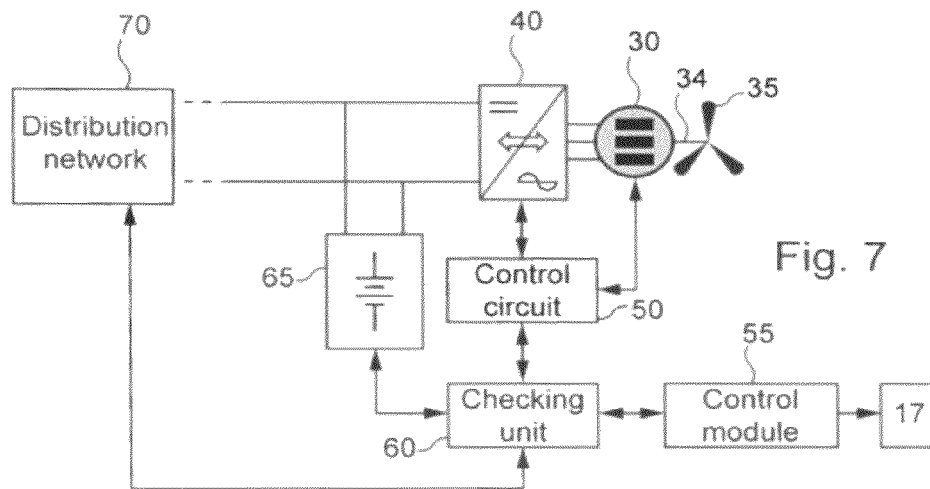 70
40
30
34
35
Distribution
network
65
Control
circuit
50
Fig. 7
55
Checking
unit
60
Control
module
17